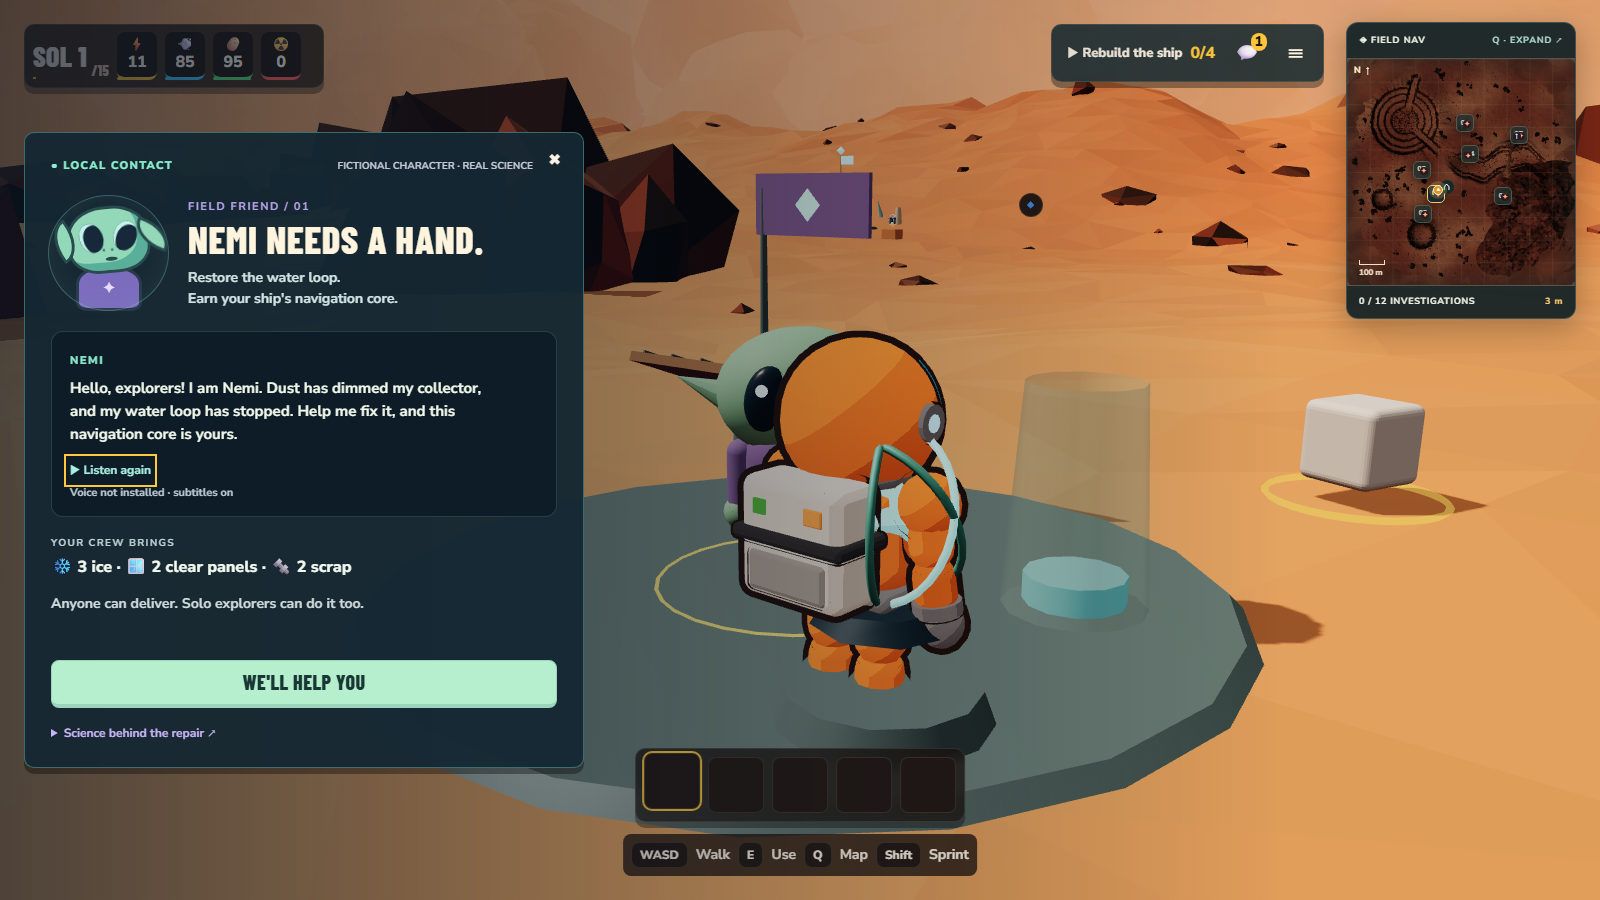 SOL 1 /15
11
85
95
0
▶ Rebuild the ship 0/4
1
◆ FIELD NAV
Q · EXPAND ↗
N ↑
100 m
0 / 12 INVESTIGATIONS
3 m
• LOCAL CONTACT
FICTIONAL CHARACTER · REAL SCIENCE
✖
FIELD FRIEND / 01
NEMI NEEDS A HAND.
Restore the water loop.
Earn your ship's navigation core.
NEMI
Hello, explorers! I am Nemi. Dust has dimmed my collector,
and my water loop has stopped. Help me fix it, and this
navigation core is yours.
▶ Listen again
Voice not installed · subtitles on
YOUR CREW BRINGS
3 ice · 2 clear panels · 2 scrap
Anyone can deliver. Solo explorers can do it too.
WE'LL HELP YOU
▶ Science behind the repair ↗
WASD Walk E Use Q Map Shift Sprint